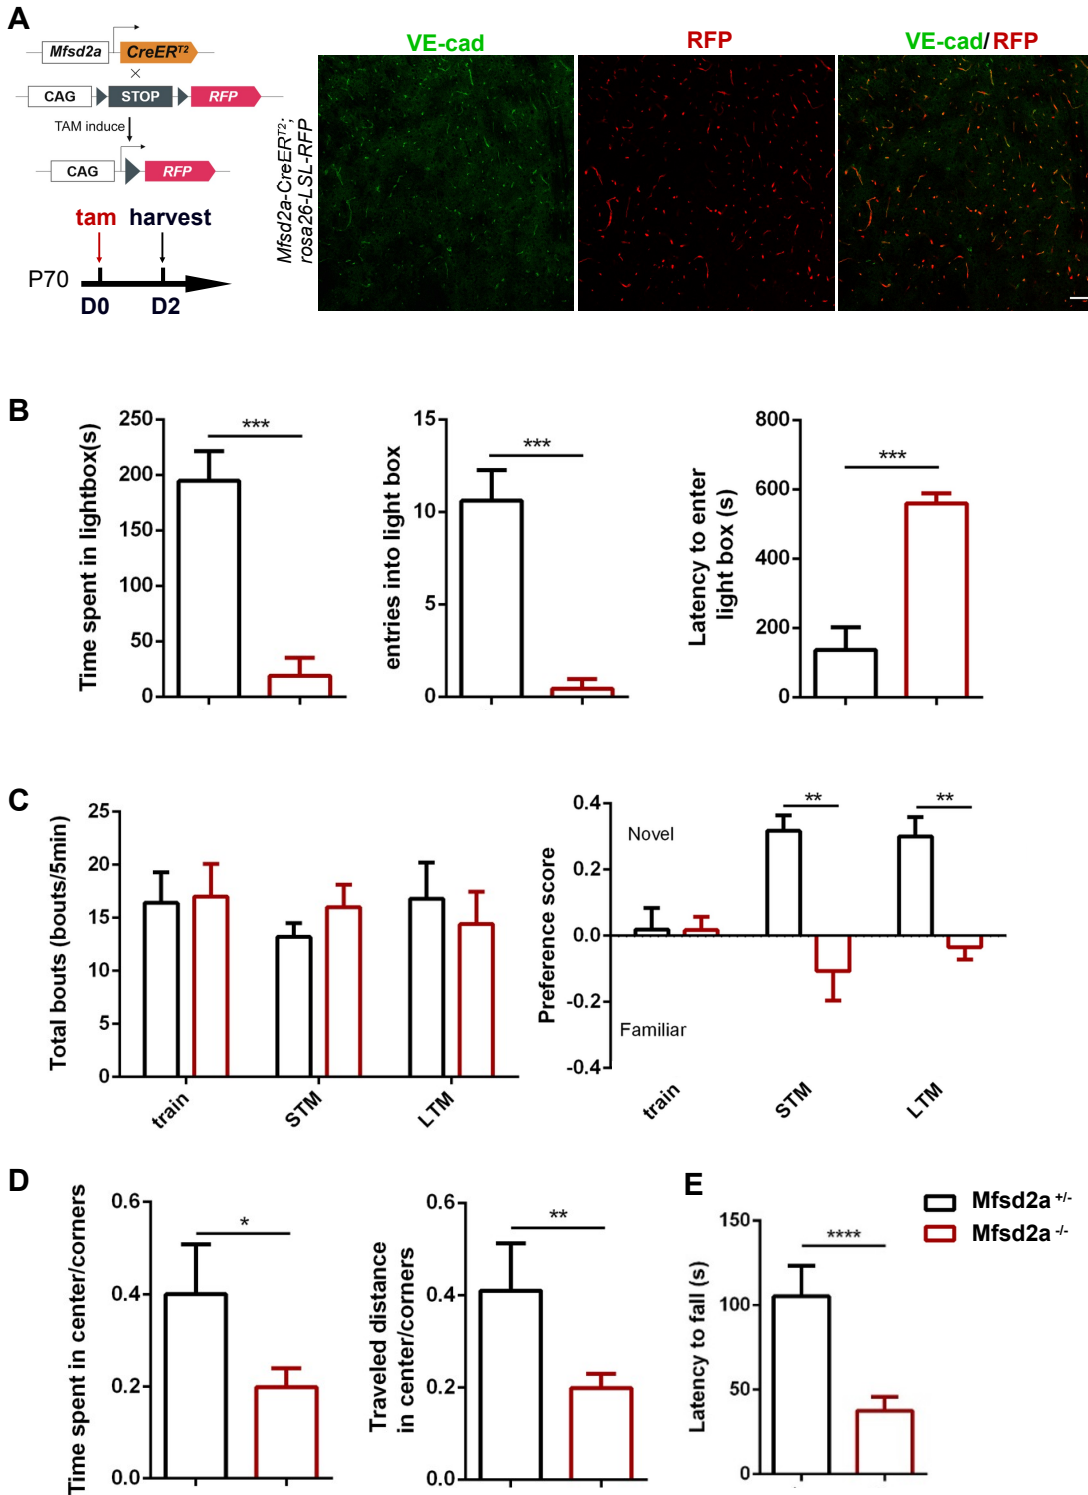 A
Mfsd2a CreER^T2
×
CAG STOP RFP
TAM induce
CAG RFP
tam harvest
P70
D0 D2
Mfsd2a-CreER^T2;
rosa26-LSL-RFP
VE-cad
RFP
VE-cad/RFP
B
Time spent in lightbox(s)
250
200
150
100
50
0
***
entries into light box
15
10
5
0
***
Latency to enter
light box (s)
800
600
400
200
0
***
C
Total bouts (bouts/5min)
25
20
15
10
5
0
train
STM
LTM
Preference score
0.4
0.2
0.0
-0.2
-0.4
Novel
Familiar
**
**
train
STM
LTM
D
Time spent in center/corners
0.6
0.4
0.2
0.0
*
Traveled distance
in center/corners
0.6
0.4
0.2
0.0
**
E
Latency to fall (s)
150
100
50
0
****
Mfsd2a +/-
Mfsd2a -/-